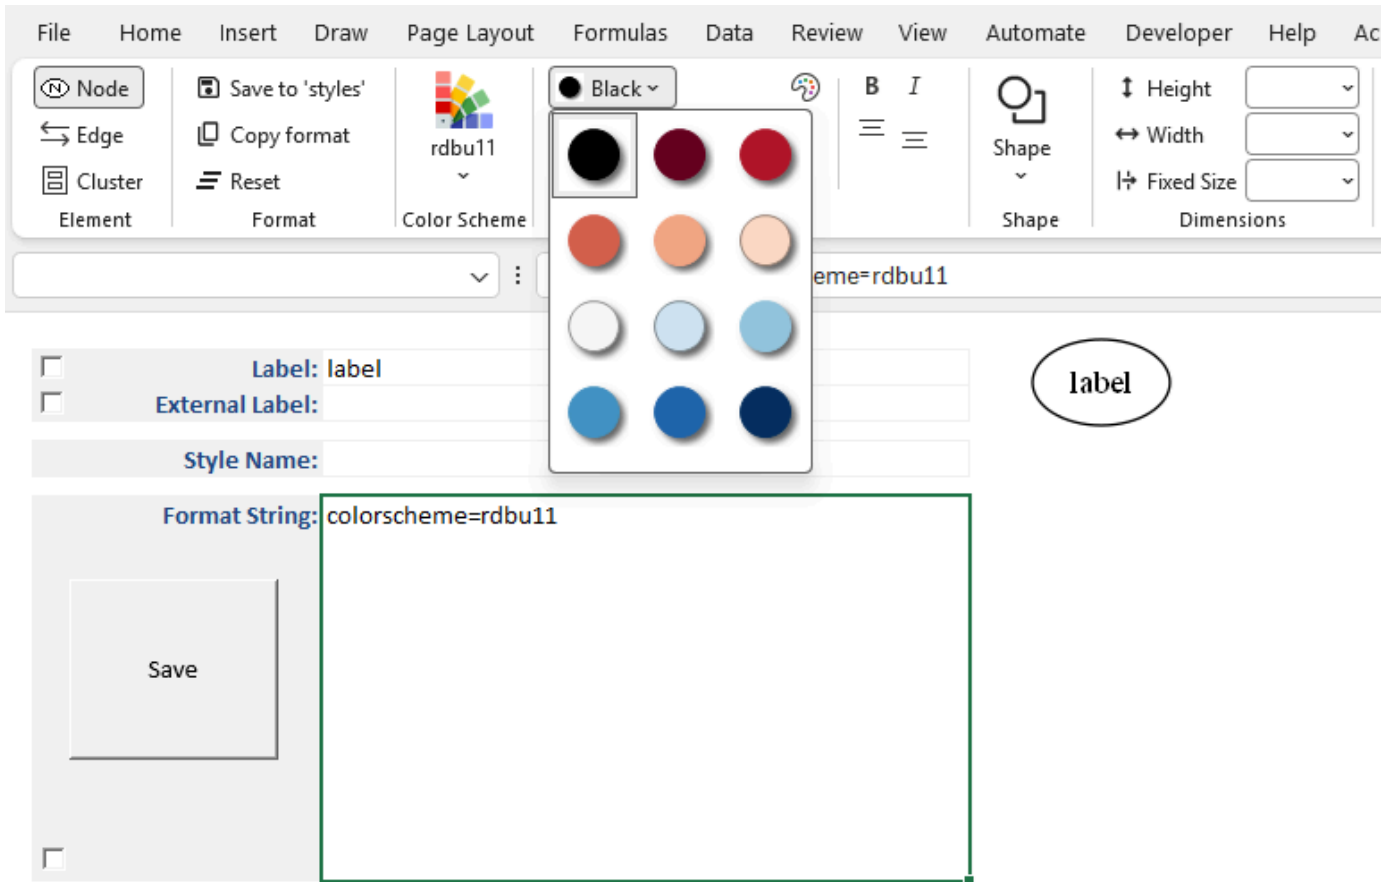 File Home Insert Draw Page Layout Formulas Data Review View Automate Developer Help Ac
Node Save to 'styles' Black B I Height
Edge Copy format rdbu11 Shape Width
Cluster Reset Fixed Size
Element Format Color Scheme Shape Dimensions
eme=rdbu11
Label: label
label
External Label:
Style Name:
Format String: colorscheme=rdbu11
Save